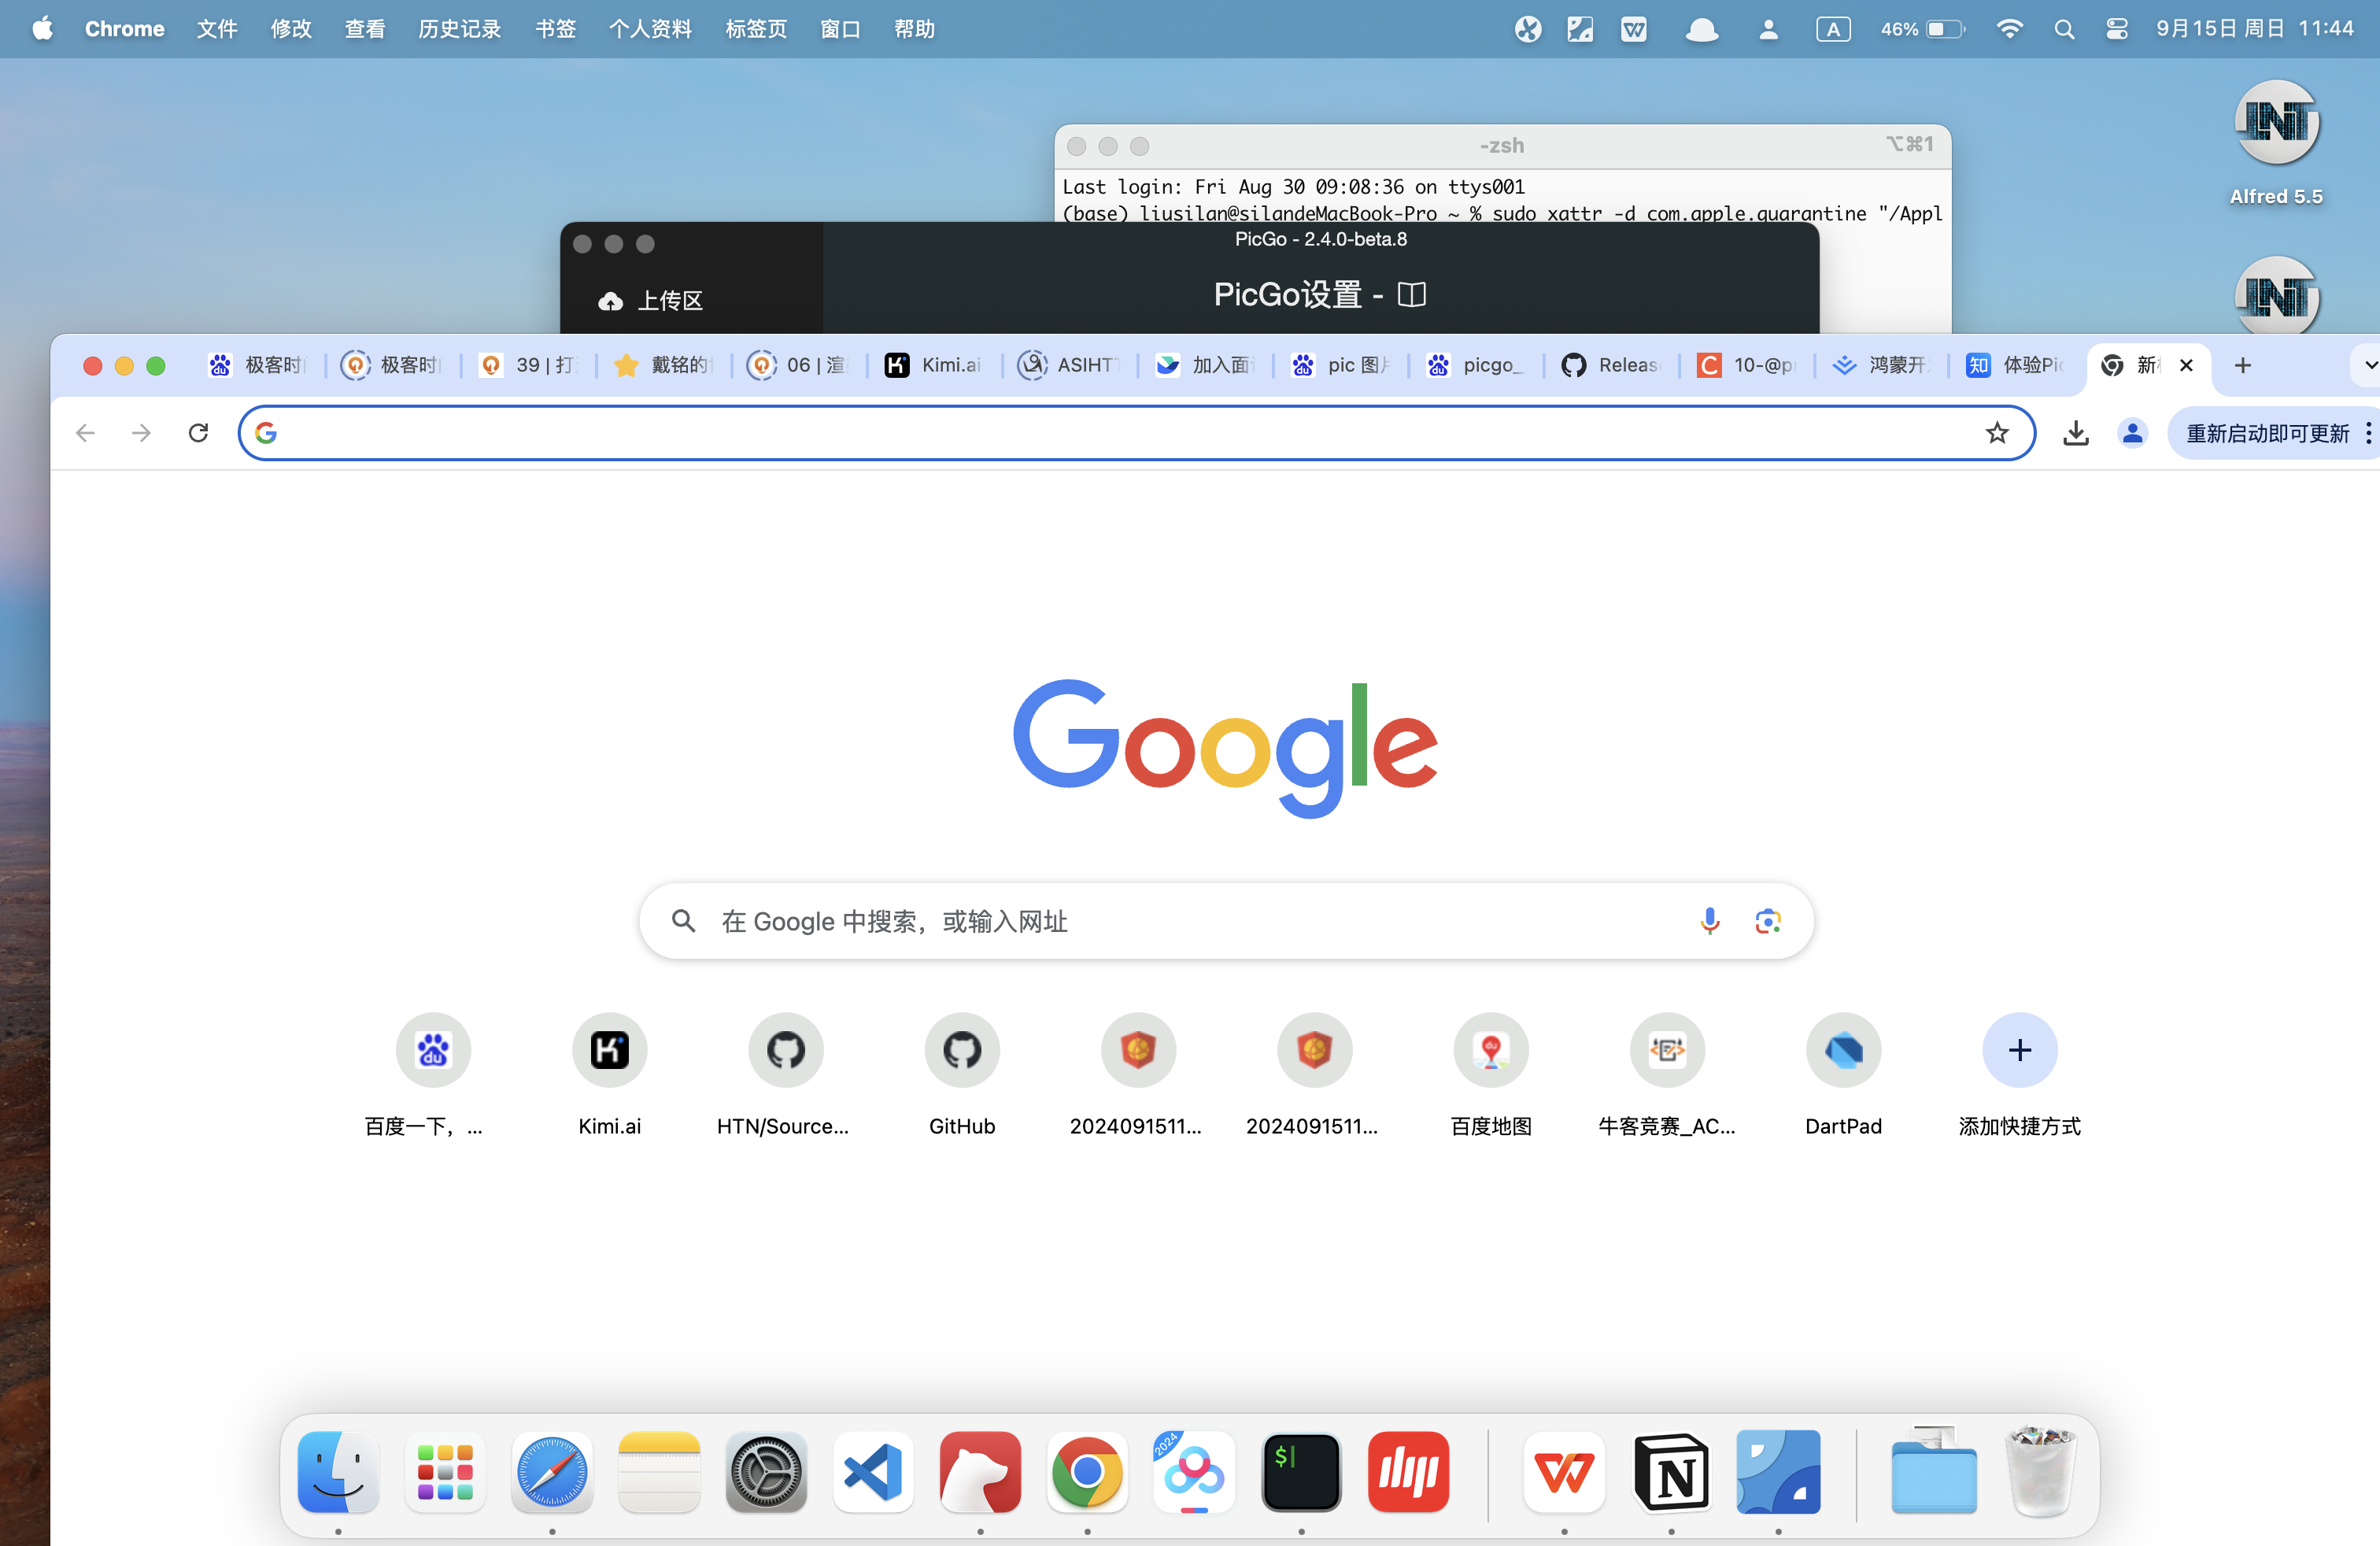 Chrome 文件 修改 查看 历史记录 书签 个人资料 标签页 窗口 帮助 A 46% 9月15日 周日 11:44
Alfred 5.5
-zsh ⌥⌘1
Last login: Fri Aug 30 09:08:36 on ttys001
(base) liusilan@silandeMacBook-Pro ~ % sudo xattr -d com.apple.quarantine "/Appl
PicGo - 2.4.0-beta.8
上传区
PicGo设置 -
极客时 极客时 39 | 打 戴铭的 06 | 渲 Kimi.ai ASIHT 加入面 pic 图 picgo_ Releas 10-@p 鸿蒙开 知 体验Pic 新
重新启动即可更新
Google
在 Google 中搜索，或输入网址
百度一下，... Kimi.ai HTN/Source... GitHub 2024091511... 2024091511... 百度地图 牛客竞赛_AC... DartPad 添加快捷方式
2024